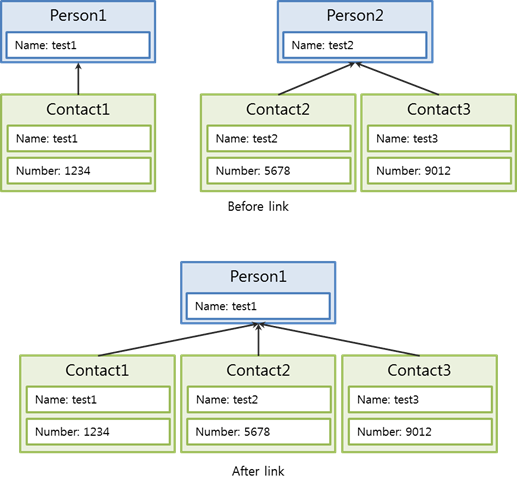 Person1
Name: test1
Person2
Name: test2
Contact1
Name: test1
Number: 1234
Contact2
Name: test2
Number: 5678
Contact3
Name: test3
Number: 9012
Before link
Person1
Name: test1
Contact1
Name: test1
Number: 1234
Contact2
Name: test2
Number: 5678
Contact3
Name: test3
Number: 9012
After link